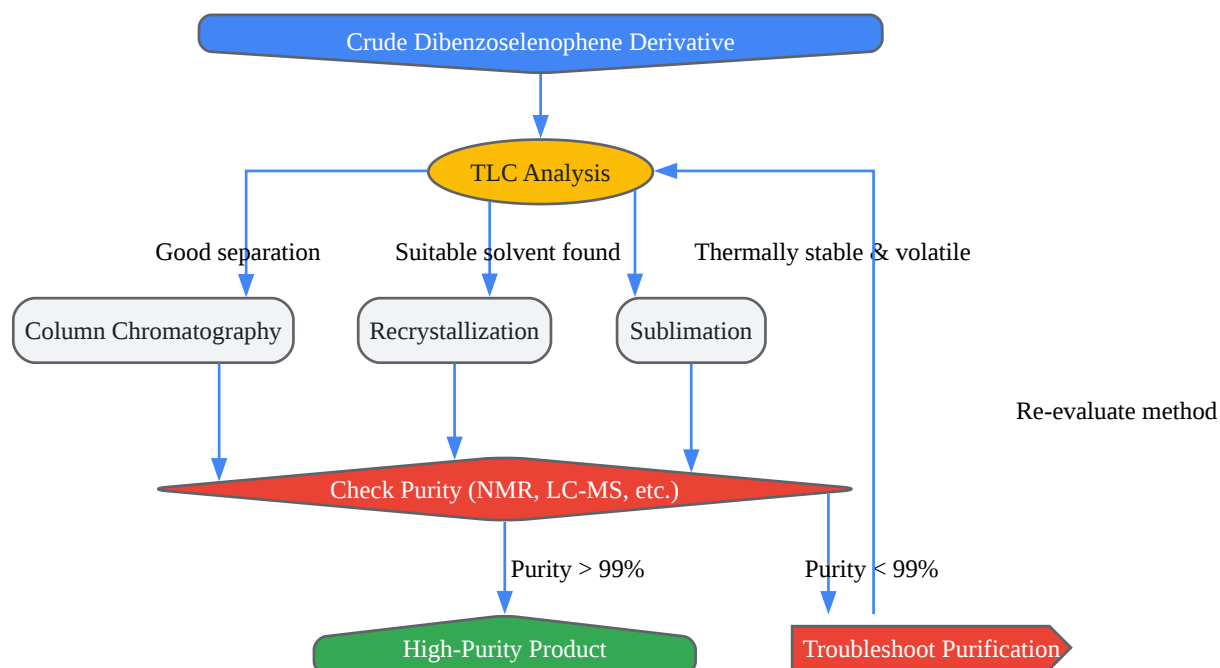 Crude Dibenzoselenophene Derivative
TLC Analysis
Good separation
Suitable solvent found
Thermally stable & volatile
Column Chromatography
Recrystallization
Sublimation
Re-evaluate method
Check Purity (NMR, LC-MS, etc.)
Purity > 99%
Purity < 99%
High-Purity Product
Troubleshoot Purification